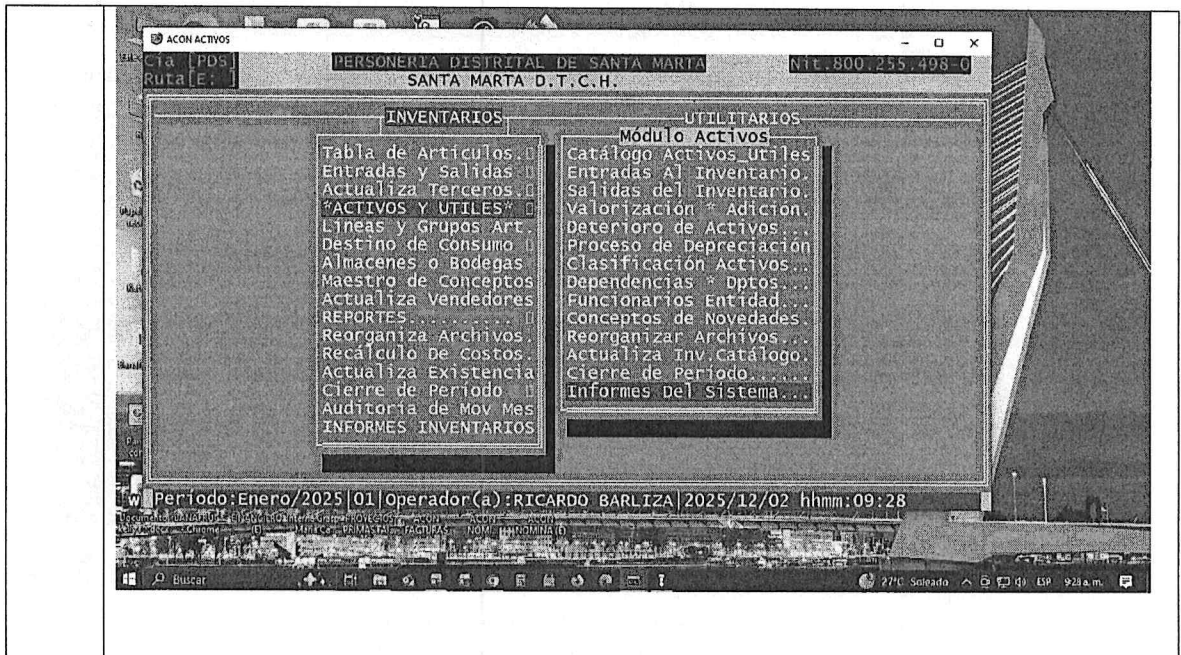 ACON ACTIVOS
Cía [PDS]
PERSONERIA DISTRITAL DE SANTA MARTA
Nit.800.255.498-0
Ruta[E: ]
SANTA MARTA D.T.C.H.
INVENTARIOS
UTILITARIOS
Módulo Activos
Tabla de Artículos.
Entradas y Salidas
Actualiza Terceros.
*ACTIVOS Y UTILES*
Lineas y Grupos Art.
Destino de Consumo
Almacenes o Bodegas
Maestro de Conceptos
Actualiza Vendedores
REPORTES..........
Reorganiza Archivos.
Recálculo De Costos.
Actualiza Existencia
Cierre de Periodo
Auditoria de Mov Mes
INFORMES INVENTARIOS
Catálogo Activos_Utiles
Entradas Al Inventario.
Salidas del Inventario.
Valorización * Adición.
Deterioro de Activos...
Proceso de Depreciación
Clasificación Activos..
Dependencias * Dptos...
Funcionarios Entidad...
Conceptos de Novedades.
Reorganizar Archivos...
Actualiza Inv.Catálogo.
Cierre de Periodo......
Informes Del Sistema...
Periodo:Enero/2025|01|Operador(a):RICARDO BARLIZA|2025/12/02 hhmm:09:28
Buscar
27°C Soleado
ESP
9:28 a. m.